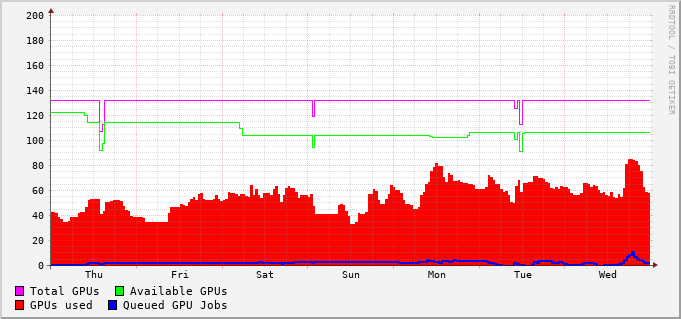 200
180
160
140
120
100
80
60
40
20
0
Thu Fri Sat Sun Mon Tue Wed
Total GPUs Available GPUs
GPUs used Queued GPU Jobs
RRDTOOL / TOBI OETIKER